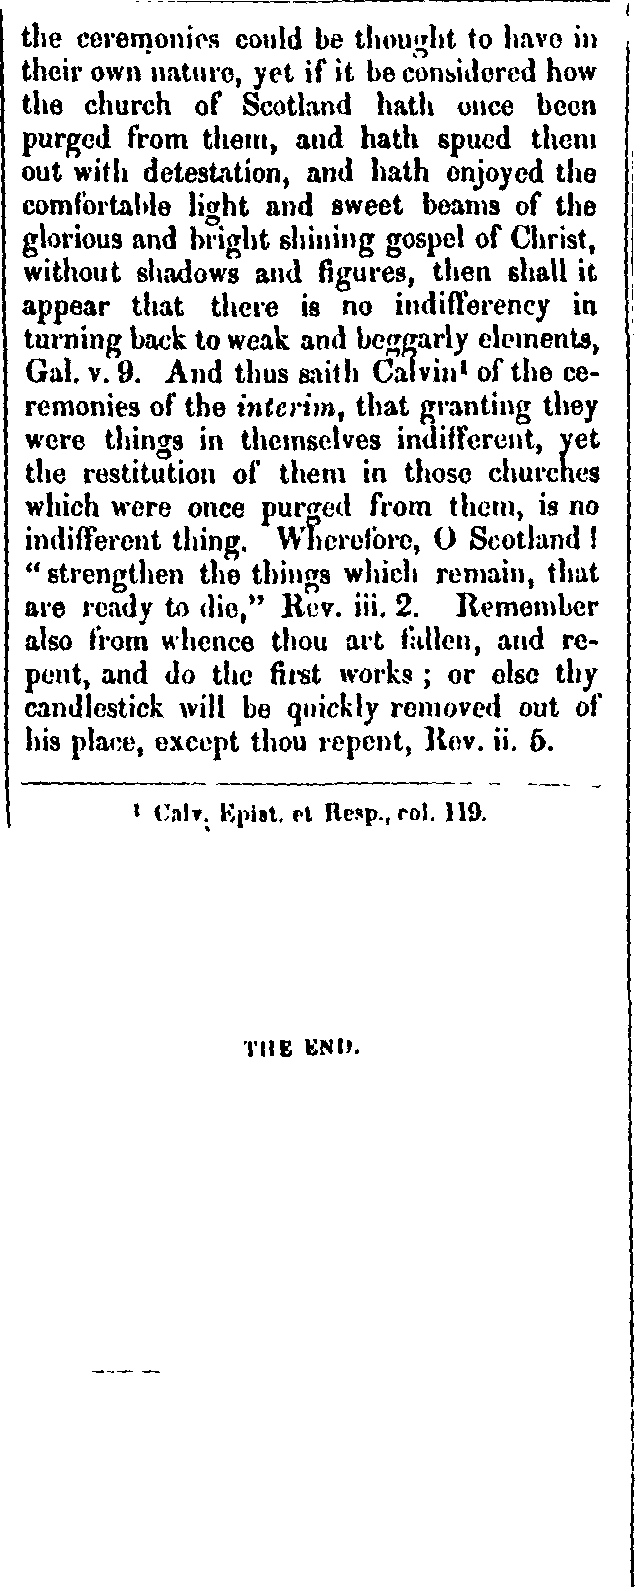 the ceremonies could be thought to have in
their own nature, yet if it be considered how
the church of Scotland hath once been
purged from them, and hath spued them
out with detestation, and hath enjoyed the
comfortable light and sweet beams of the
glorious and bright shining gospel of Christ,
without shadows and figures, then shall it
appear that there is no indifferency in
turning back to weak and beggarly elements,
Gal. v. 9. And thus saith Calvin¹ of the ce-
remonies of the interim, that granting they
were things in themselves indifferent, yet
the restitution of them in those churches
which were once purged from them, is no
indifferent thing. Wherefore, O Scotland !
“ strengthen the things which remain, that
are ready to die,” Rev. iii. 2. Remember
also from whence thou art fallen, and re-
pent, and do the first works ; or else thy
candlestick will be quickly removed out of
his place, except thou repent, Rev. ii. 5.
¹ Calv. Epist. et Resp., col. 119.
THE END.